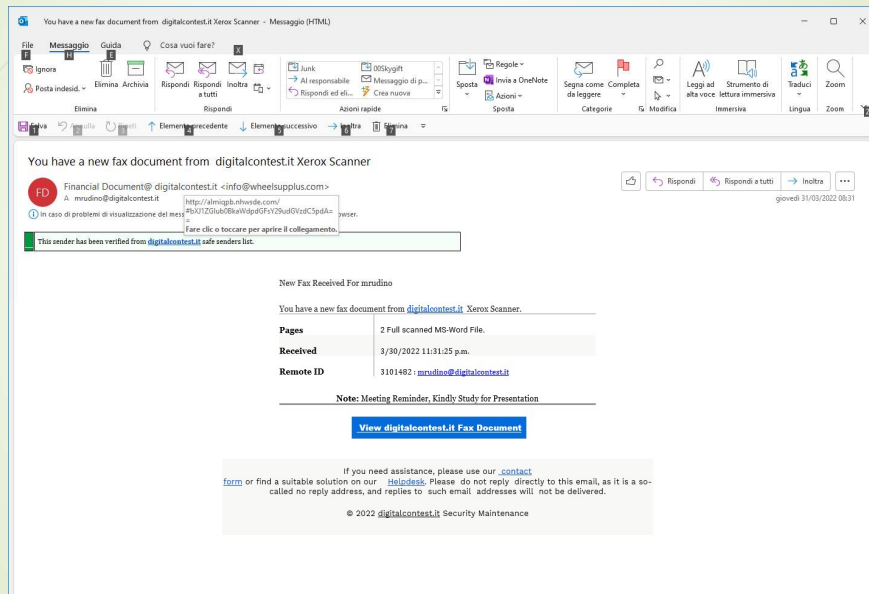 You have a new fax document from digitalcontest.it Xerox Scanner - Messaggio (HTML)
File Messaggio Guida Cosa vuoi fare?
F H E X
Ignora
Posta indesid.
Elimina Archivia
Rispondi Rispondi a tutti Inoltra
Junk 00Skygift
Al responsabile Messaggio di p...
Rispondi ed eli... Crea nuova
Sposta
Regole
Invia a OneNote
Azioni
Segna come da leggere Completa
Leggi ad alta voce Strumento di lettura immersiva
Traduci
Zoom
Elimina Rispondi Azioni rapide Sposta Categorie Modifica Immersiva Lingua Zoom
Elemento precedente Elemento successivo Inoltra Elimina
1 2 3 4 5 6 7
You have a new fax document from digitalcontest.it Xerox Scanner
FD
Financial Document@ digitalcontest.it <info@wheelsupplus.com>
A mrudino@digitalcontest.it
Rispondi Rispondi a tutti Inoltra
giovedì 31/03/2022 08:31
http://almiqpb.nhwsde.com/
#bXJ1ZGlub0BkaWdpdGFsY29udGVzdC5pdA=
=
Fare clic o toccare per aprire il collegamento.
In caso di problemi di visualizzazione del mess owser.
This sender has been verified from digitalcontest.it safe senders list.
New Fax Received For mrudino
You have a new fax document from digitalcontest.it Xerox Scanner.
Pages 2 Full scanned MS-Word File.
Received 3/30/2022 11:31:25 p.m.
Remote ID 3101482 : mrudino@digitalcontest.it
Note: Meeting Reminder, Kindly Study for Presentation
View digitalcontest.it Fax Document
If you need assistance, please use our contact
form or find a suitable solution on our Helpdesk. Please do not reply directly to this email, as it is a so-
called no reply address, and replies to such email addresses will not be delivered.
© 2022 digitalcontest.it Security Maintenance